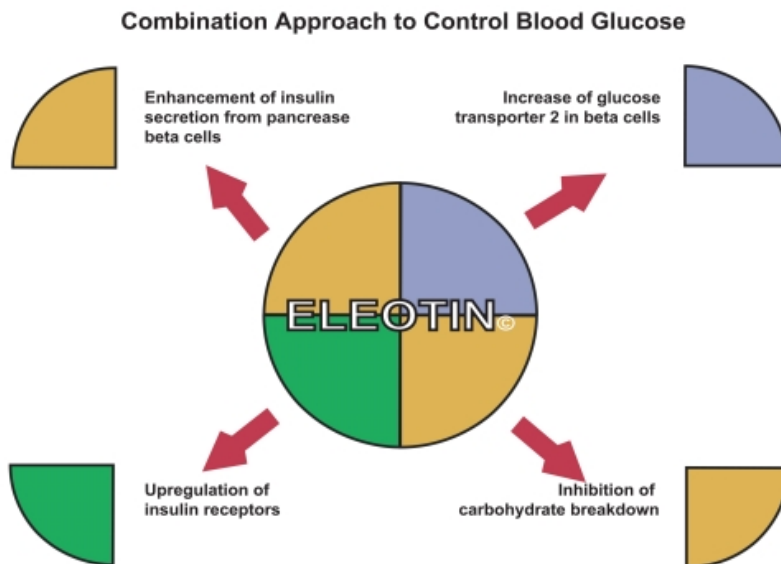 Combination Approach to Control Blood Glucose
Enhancement of insulin
secretion from pancrease
beta cells
Increase of glucose
transporter 2 in beta cells
ELEOTIN©
Upregulation of
insulin receptors
Inhibition of
carbohydrate breakdown